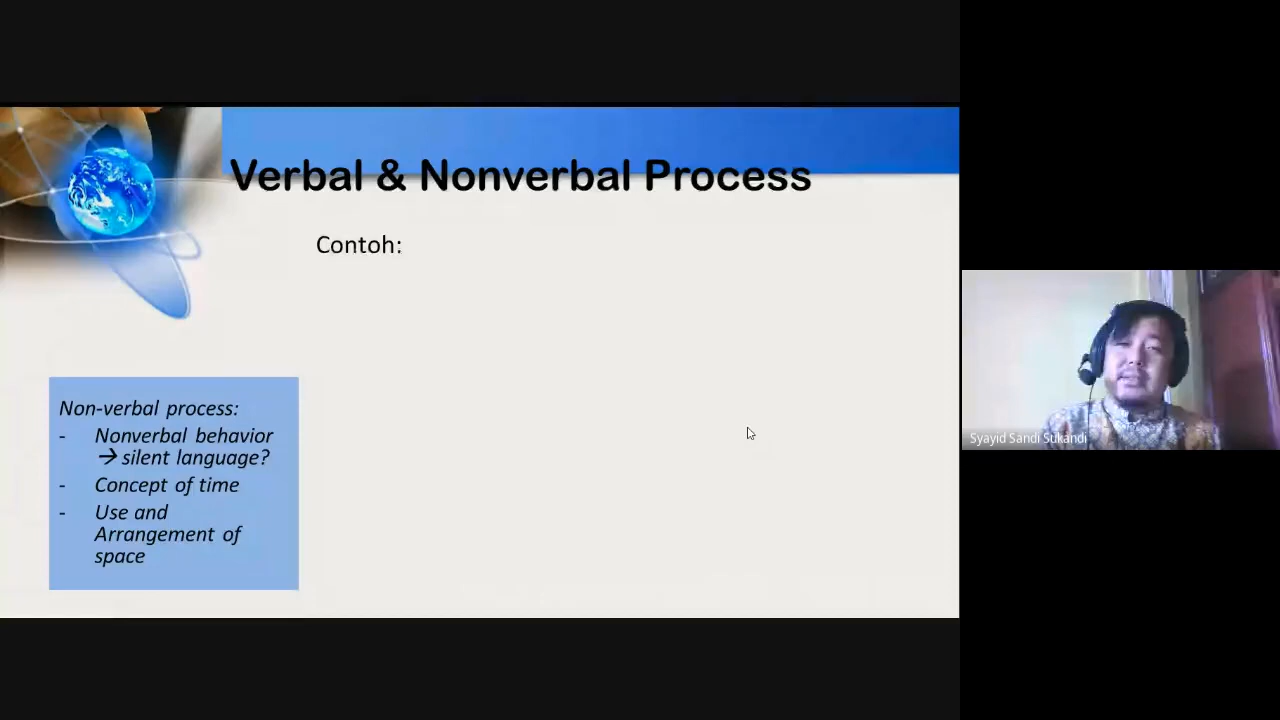 Verbal & Nonverbal Process
Contoh:
Non-verbal process:
- Nonverbal behavior
→ silent language?
- Concept of time
- Use and
Arrangement of
space
Syayid Sandi Sukandi